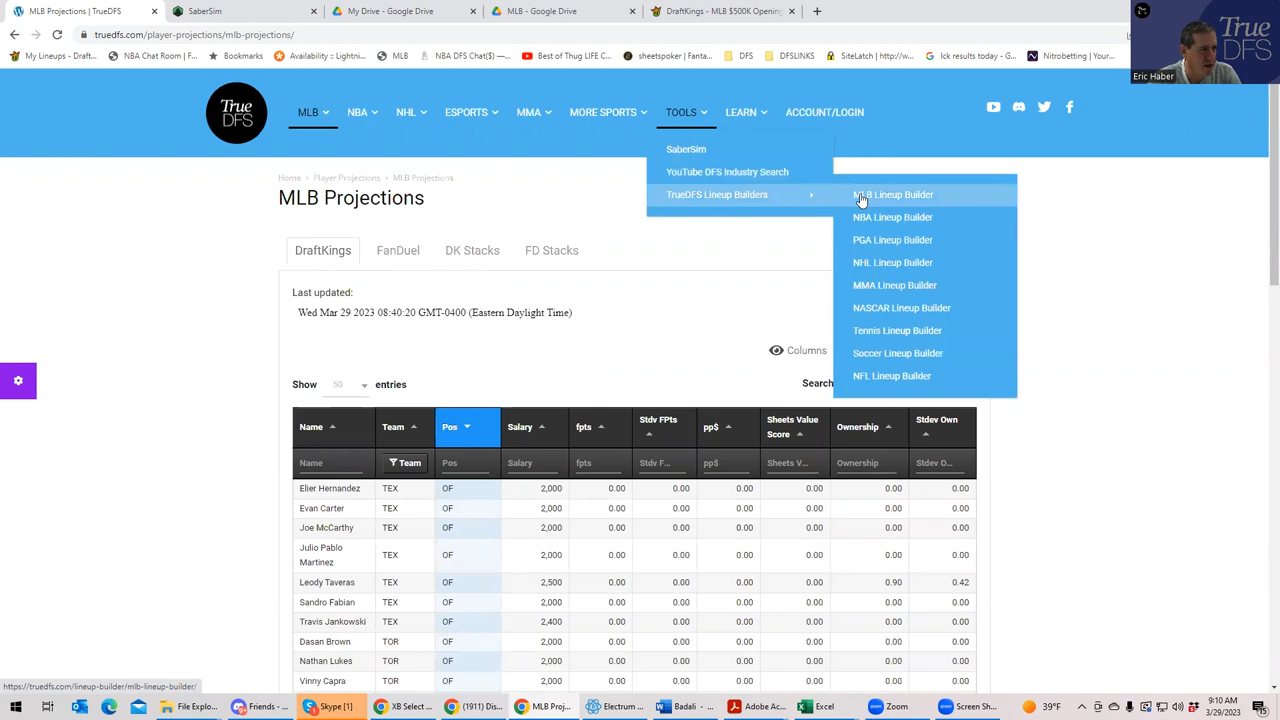 MLB Projections | TrueDFS
SaberSim
My Drive - Google Drive
MLB - Google Drive
DraftKings - MLB $500K Opening
truedfs.com/player-projections/mlb-projections/
My Lineups - Draft
NBA Chat Room | F
Bookmarks
Availability :: Lightni
MLB
NBA DFS Chat($) —
Best of Thug LIFE C
sheetspoker | Fanta
DFS
DFSLINKS
SiteLatch | http://w
Ick results today - G
Nitrobetting | Your
Eric Haber
True
DFS
True
DFS
MLB
NBA
NHL
ESPORTS
MMA
MORE SPORTS
TOOLS
LEARN
ACCOUNT/LOGIN
SaberSim
YouTube DFS Industry Search
TrueDFS Lineup Builders
MLB Lineup Builder
NBA Lineup Builder
PGA Lineup Builder
NHL Lineup Builder
MMA Lineup Builder
NASCAR Lineup Builder
Tennis Lineup Builder
Soccer Lineup Builder
NFL Lineup Builder
Home › Player Projections › MLB Projections
MLB Projections
DraftKings FanDuel DK Stacks FD Stacks
Last updated:
Wed Mar 29 2023 08:40:20 GMT-0400 (Eastern Daylight Time)
Columns
Show 50 entries
Search
Name Team Pos Salary fpts Stdv FPts pp$ Sheets Value Score Ownership Stdev Own
Name Team Pos Salary fpts Stdv F... pp$ Sheets V... Ownership Stdev O...
Elier Hernandez TEX OF 2,000 0.00 0.00 0.00 0.00 0.00 0.00
Evan Carter TEX OF 2,000 0.00 0.00 0.00 0.00 0.00 0.00
Joe McCarthy TEX OF 2,000 0.00 0.00 0.00 0.00 0.00 0.00
Julio Pablo Martinez TEX OF 2,000 0.00 0.00 0.00 0.00 0.00 0.00
Leody Taveras TEX OF 2,500 0.00 0.00 0.00 0.00 0.90 0.42
Sandro Fabian TEX OF 2,000 0.00 0.00 0.00 0.00 0.00 0.00
Travis Jankowski TEX OF 2,400 0.00 0.00 0.00 0.00 0.00 0.00
Dasan Brown TOR OF 2,000 0.00 0.00 0.00 0.00 0.00 0.00
Nathan Lukes TOR OF 2,000 0.00 0.00 0.00 0.00 0.00 0.00
Vinny Capra TOR OF 2,000 0.00 0.00 0.00 0.00 0.00 0.00
https://truedfs.com/lineup-builder/mlb-lineup-builder/
File Explo...
Friends - ...
Skype [1]
XB Select ...
(1911) Dis...
MLB Proj...
Electrum ...
Badali - ...
Adobe Ac...
Excel
Zoom
Screen Sh...
39°F
9:10 AM
3/29/2023